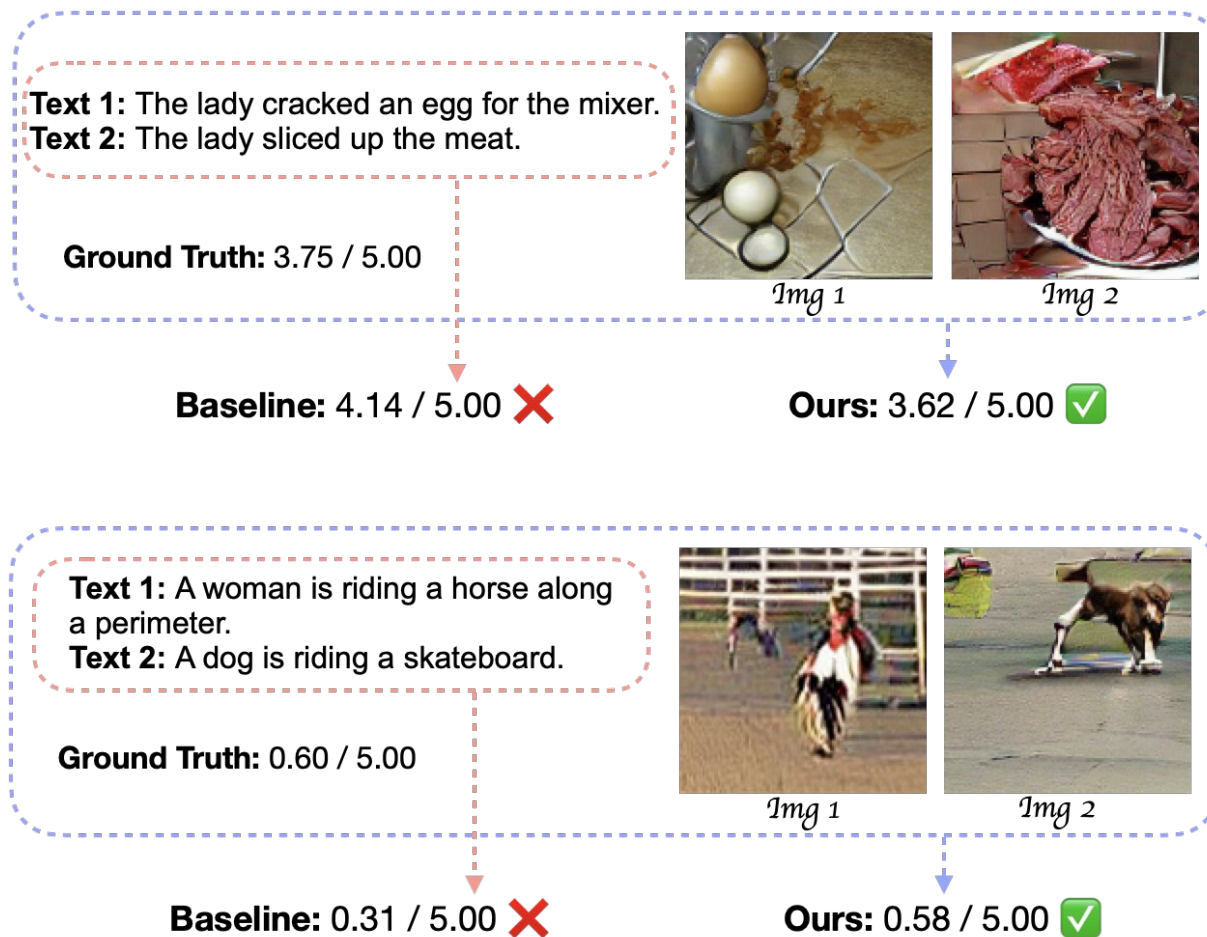 Text 1: The lady cracked an egg for the mixer.
Text 2: The lady sliced up the meat.
Ground Truth: 3.75 / 5.00
Img 1
Img 2
Baseline: 4.14 / 5.00 ❌
Ours: 3.62 / 5.00 ✅
Text 1: A woman is riding a horse along
a perimeter.
Text 2: A dog is riding a skateboard.
Ground Truth: 0.60 / 5.00
Img 1
Img 2
Baseline: 0.31 / 5.00 ❌
Ours: 0.58 / 5.00 ✅